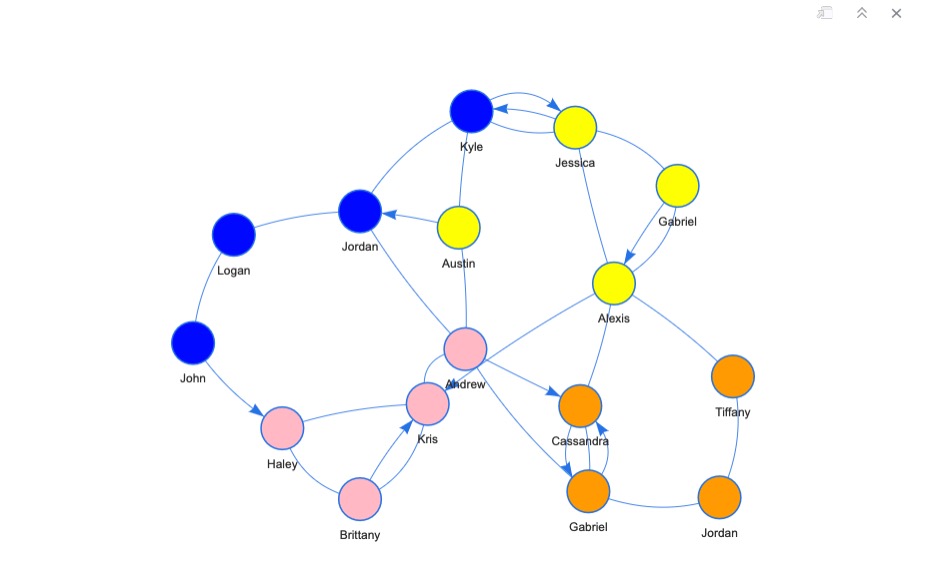 Kyle
Jessica
Gabriel
Jordan
Austin
Logan
Alexis
John
Andrew
Tiffany
Kris
Cassandra
Haley
Gabriel
Jordan
Brittany